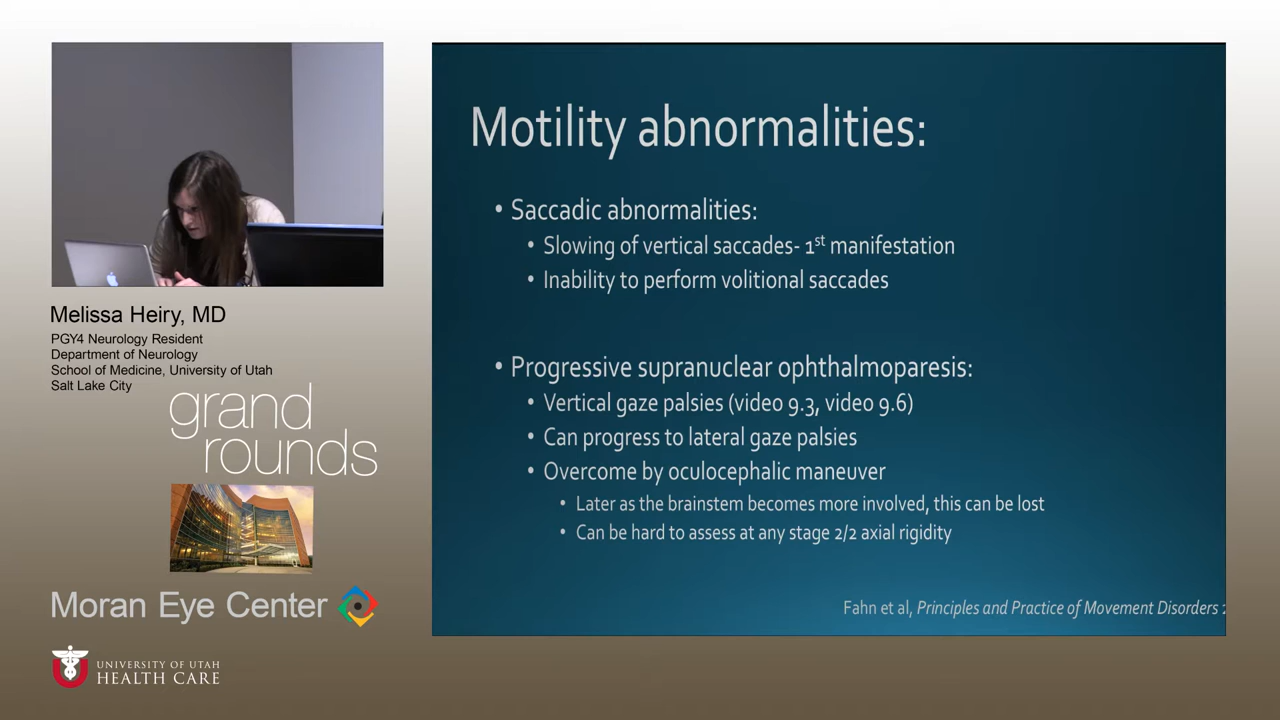 Motility abnormalities:
• Saccadic abnormalities:
• Slowing of vertical saccades- 1st manifestation
• Inability to perform volitional saccades
• Progressive supranuclear ophthalmoparesis:
• Vertical gaze palsies (video 9.3, video 9.6)
• Can progress to lateral gaze palsies
• Overcome by oculocephalic maneuver
• Later as the brainstem becomes more involved, this can be lost
• Can be hard to assess at any stage 2/2 axial rigidity
Fahn et al, Principles and Practice of Movement Disorders
Melissa Heiry, MD
PGY4 Neurology Resident
Department of Neurology
School of Medicine, University of Utah
Salt Lake City
grand
rounds
Moran Eye Center
UNIVERSITY OF UTAH
HEALTH CARE